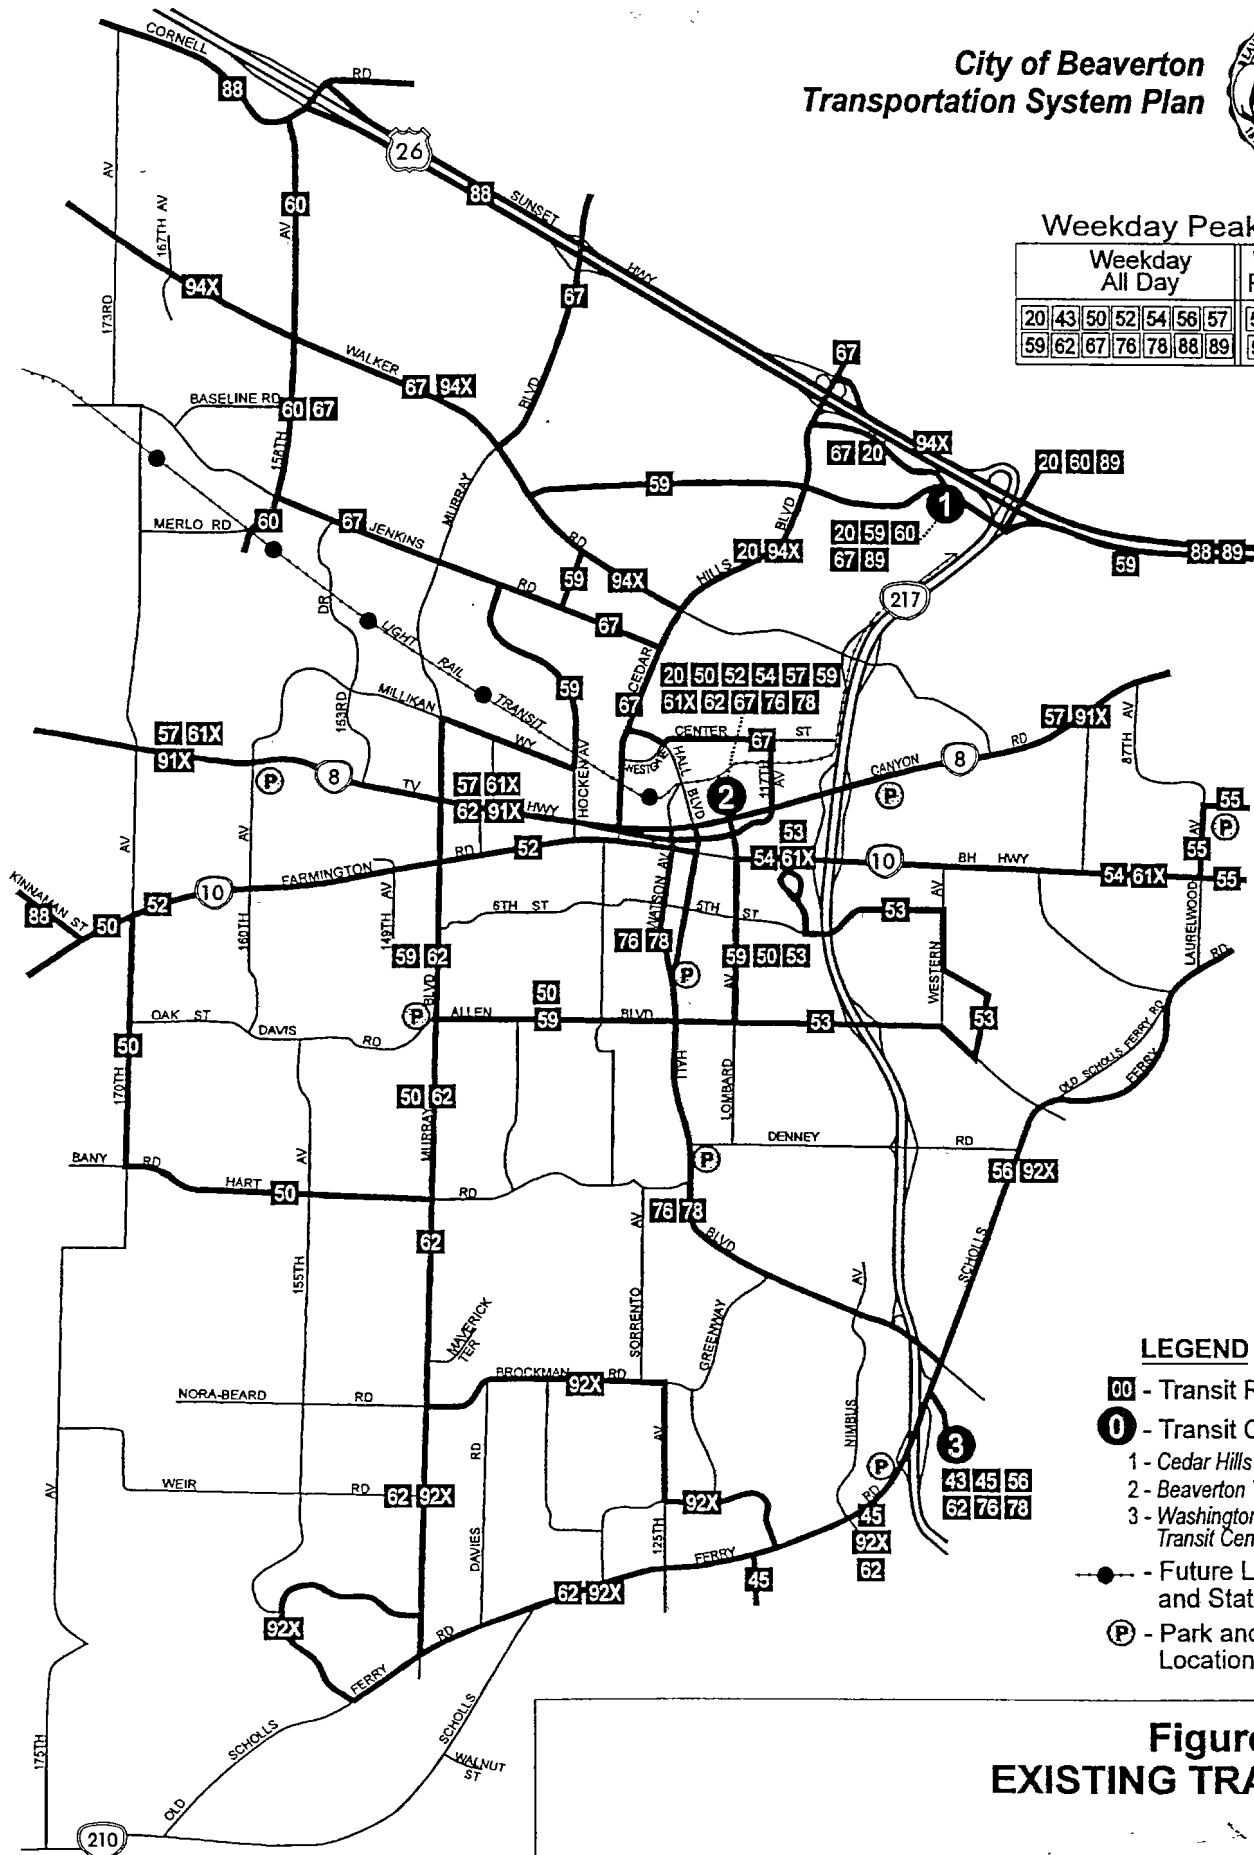 City of Beaverton
Transportation System Plan
Weekday Peak
Weekday
All Day
20 43 50 52 54 56 57
59 62 67 76 78 88 89
CORNELL
RD
88
26
88
SUNSET
HWY
60
AV
AV
167TH AV
94X
173RD
67
WALKER
67 94X
BLVD
67
BASELINE RD
60 67
158TH
67 20
94X
20 60 89
59
1
MURRAY
MERLO RD
60
67
JENKINS
RD
BLVD
20 59 60
67 89
20 94X
88 89
59
HILLS
59
94X
RD
217
DR
67
LIGHT
RAIL
TRANSIT
CEDAR
20 50 52 54 57 59
61X 62 67 76 78
MILLIKAN
WY
153RD
59
67
57 91X
RD
87TH AV
CENTER
ST
67
57 61X
91X
WESTGATE
HALL
BLVD
117TH
AV
CANYON
8
P
8
TV
HWY
57 61X
62 91X
HOCKEN AV
2
P
55
P
AV
55
53
54 61X
10
BH HWY
54 61X
55
AV
AV
RD
52
FARMINGTON
10
52
KINNAMAN ST
88
50
160TH
149TH
AV
6TH ST
WATSON AV
5TH ST
53
AV
WESTERN
LAURELWOOD
RD
76 78
59 62
BLVD
P
59 50 53
AV
OAK ST
DAVIS
RD
P
ALLEN
50
59
BLVD
53
53
OLD SCHOLLS FERRY RD
FERRY
50
170TH
HALL
LOMBARD
50 62
MURRAY
BANY
RD
HART
50
RD
AV
DENNEY
RD
P
56 92X
76 78
AV
BLVD
62
155TH
SORRENTO
GREENWAY
AV
SCHOLLS
MAVERICK
TER
BROCKMAN
92X
RD
NORA-BEARD
RD
NIMBUS
3
43 45 56
62 76 78
AV
WEIR
RD
62 92X
RD
DAVIES
AV
125TH
92X
P
RD
45
92X
62
FERRY
45
62 92X
92X
RD
FERRY
SCHOLLS
OLD
SCHOLLS
WALNUT
ST
175TH
210
LEGEND
00 - Transit R
0 - Transit C
1 - Cedar Hills
2 - Beaverton
3 - Washington
Transit Cen
- Future L
and Stat
P - Park and
Location
Figure
EXISTING TRA